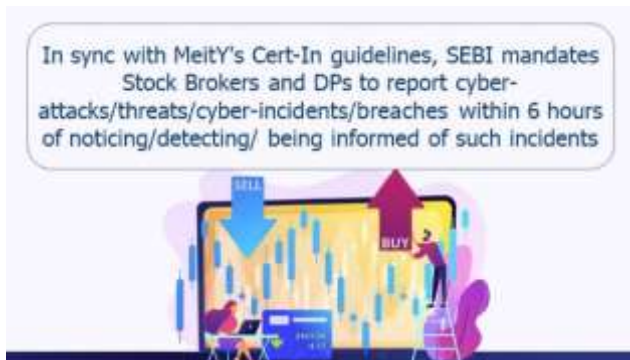 In sync with MeitY's Cert-In guidelines, SEBI mandates
Stock Brokers and DPs to report cyber-
attacks/threats/cyber-incidents/breaches within 6 hours
of noticing/detecting/ being informed of such incidents
SELL
BUY